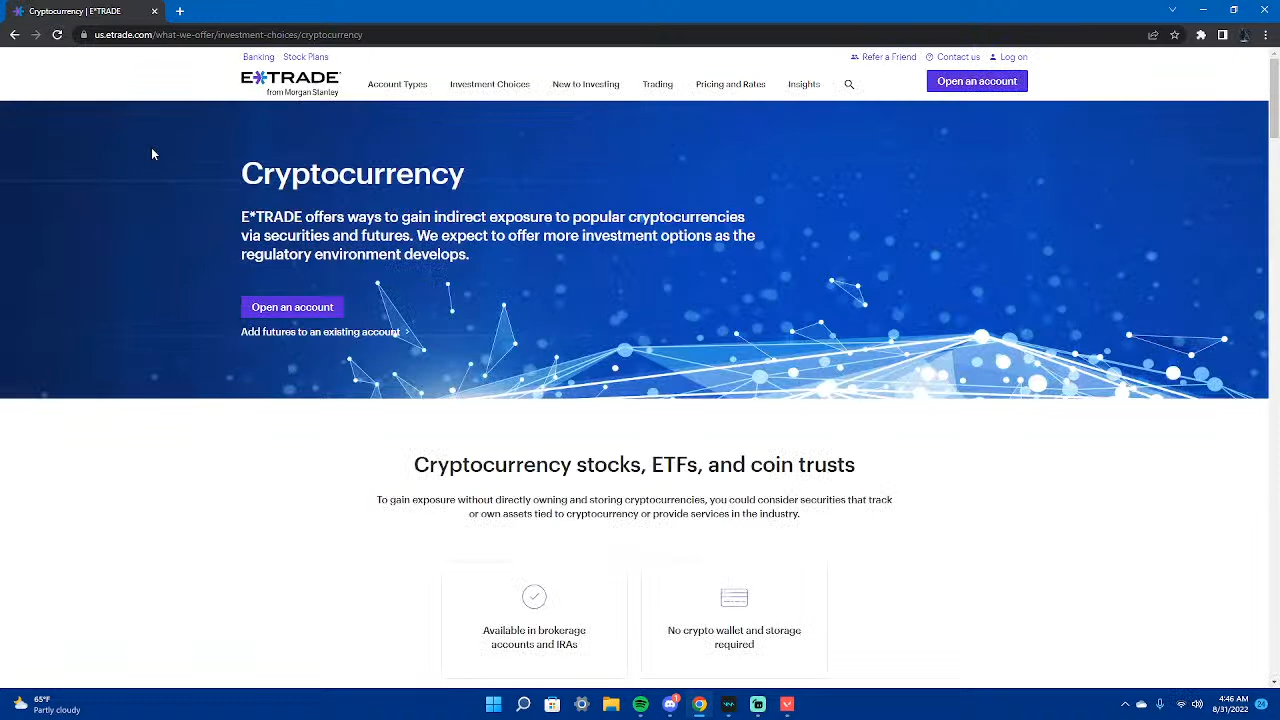 Cryptocurrency | E*TRADE
us.etrade.com/what-we-offer/investment-choices/cryptocurrency
Banking Stock Plans
Refer a Friend Contact us Log on
E*TRADE
from Morgan Stanley
Account Types Investment Choices New to Investing Trading Pricing and Rates Insights
Open an account
Cryptocurrency
E*TRADE offers ways to gain indirect exposure to popular cryptocurrencies
via securities and futures. We expect to offer more investment options as the
regulatory environment develops.
Open an account
Add futures to an existing account
Cryptocurrency stocks, ETFs, and coin trusts
To gain exposure without directly owning and storing cryptocurrencies, you could consider securities that track
or own assets tied to cryptocurrency or provide services in the industry.
Available in brokerage
accounts and IRAs
No crypto wallet and storage
required
65°F
Partly cloudy
1
4:46 AM
8/31/2022
24